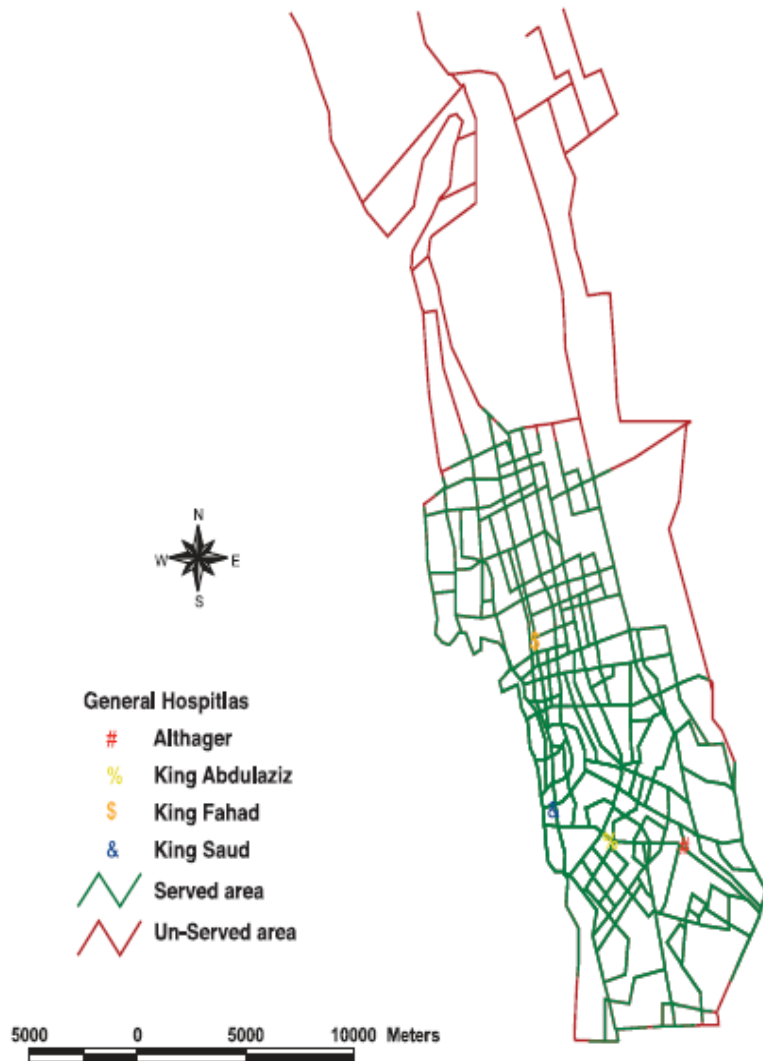 N
W E
S
General Hospitlas
# Althager
% King Abdulaziz
$ King Fahad
& King Saud
Served area
Un-Served area
5000 0 5000 10000 Meters
$
&
%
#